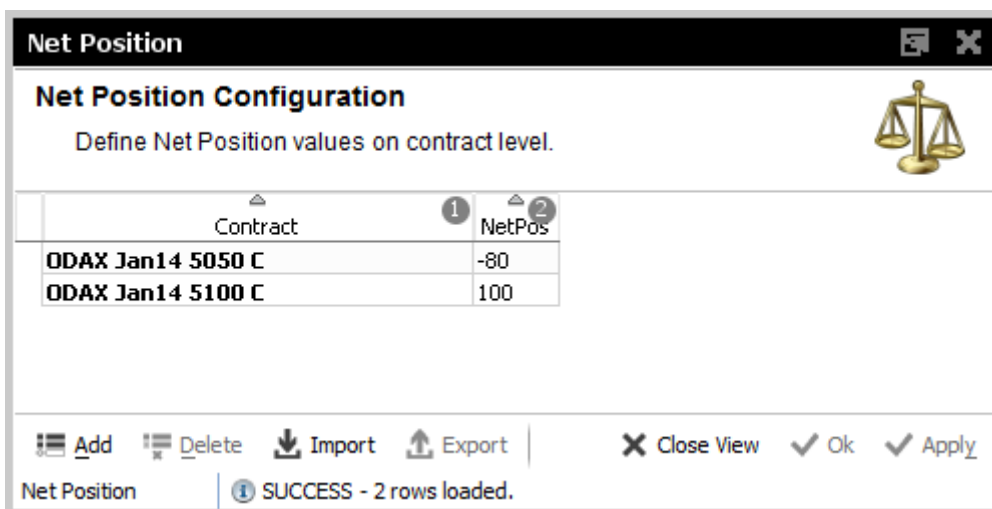 Net Position
Net Position Configuration
Define Net Position values on contract level.
Contract 1 NetPos 2
ODAX Jan14 5050 C -80
ODAX Jan14 5100 C 100
Add Delete Import Export Close View Ok Apply
Net Position SUCCESS - 2 rows loaded.